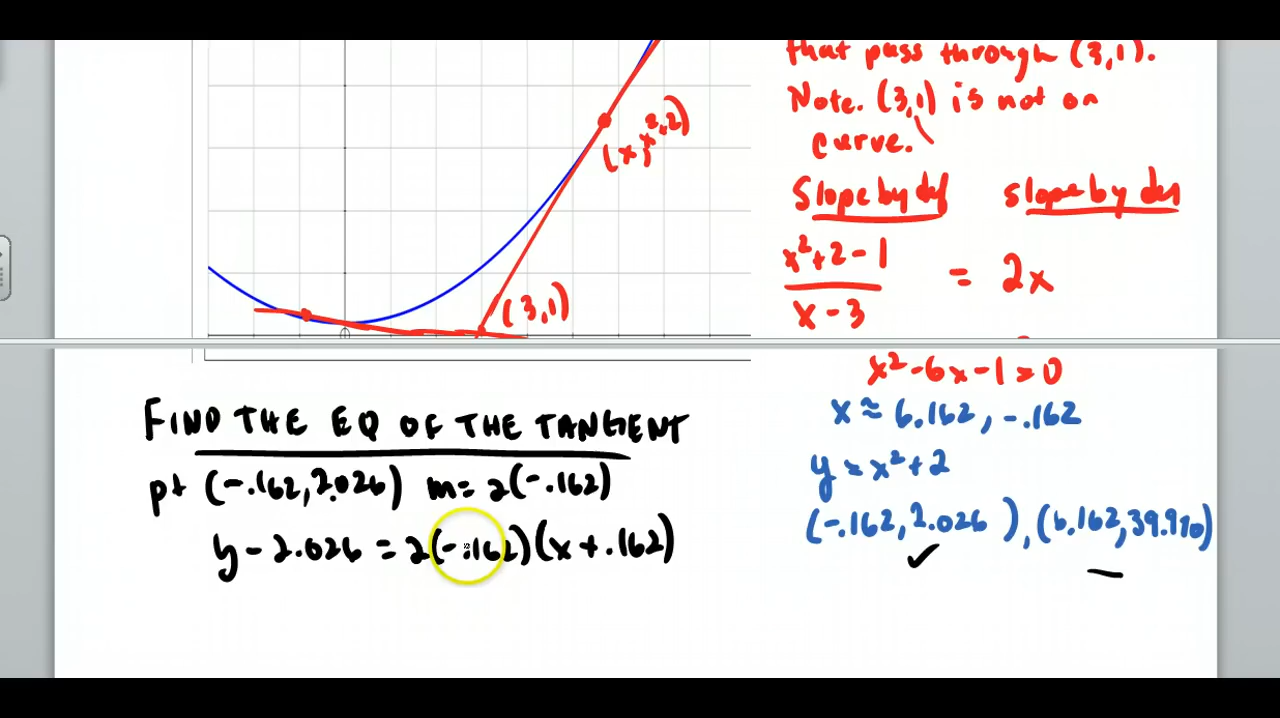 that pass through (3,1).
Note. (3,1) is not on
curve.
(x, x²+2)
(3,1)
Slope by def slope by der
x²+2-1 / x-3 = 2x
x²-6x-1=0
x ≈ 6.162, -.162
y = x²+2
(-.162, 2.026), (6.162, 39.970)
FIND THE EQ OF THE TANGENT
pt (-.162, 2.026) m = 2(-.162)
y - 2.026 = 2(-.162)(x + .162)